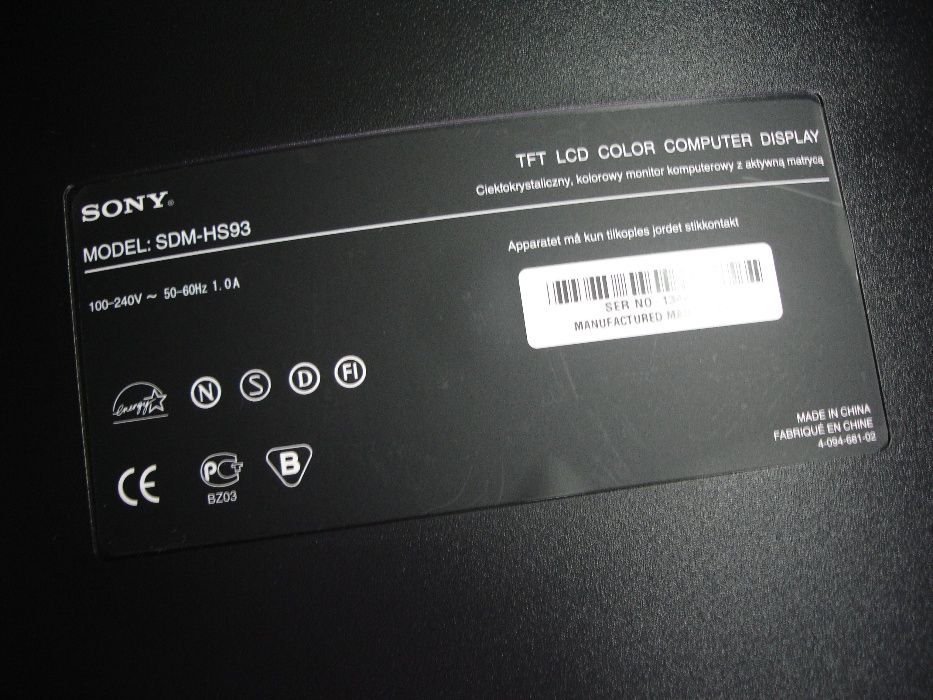 SONY®
MODEL: SDM-HS93
TFT LCD COLOR COMPUTER DISPLAY
Ciekłokrystaliczny, kolorowy monitor komputerowy z aktywną matrycą
100-240V ~ 50-60Hz 1.0A
Apparatet må kun tilkoples jordet stikkontakt
SER NO
MANUFACTURED
energy
N S D FI
CE
PCT
BZ03
B
MADE IN CHINA
FABRIQUÉ EN CHINE
4-094-681-02